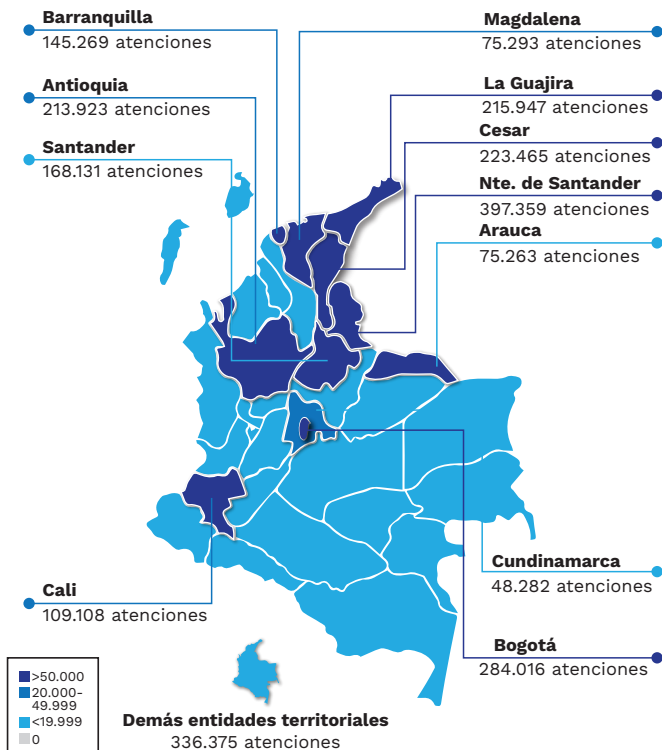 Barranquilla
145.269 atenciones
Antioquia
213.923 atenciones
Santander
168.131 atenciones
Magdalena
75.293 atenciones
La Guajira
215.947 atenciones
Cesar
223.465 atenciones
Nte. de Santander
397.359 atenciones
Arauca
75.263 atenciones
Cundinamarca
48.282 atenciones
Bogotá
284.016 atenciones
Cali
109.108 atenciones
>50.000
20.000-
49.999
<19.999
0
Demás entidades territoriales
336.375 atenciones